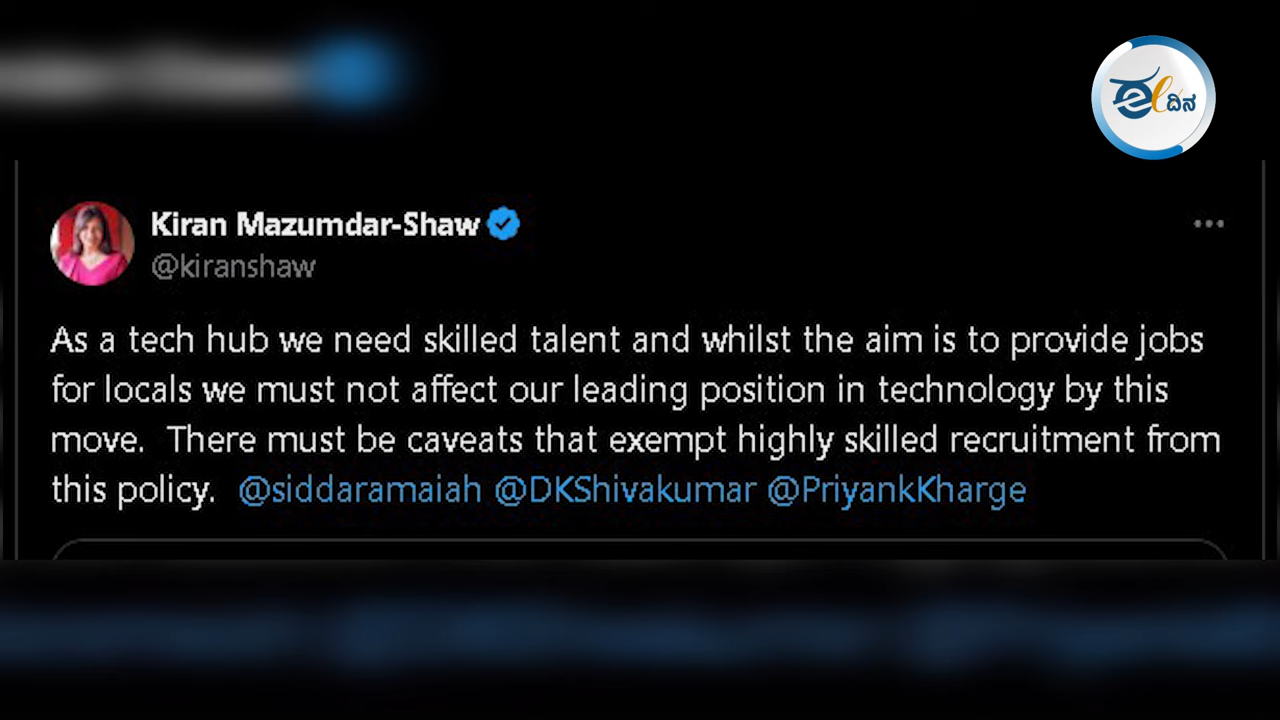 ಈ ದಿನ
Kiran Mazumdar-Shaw
@kiranshaw
As a tech hub we need skilled talent and whilst the aim is to provide jobs
for locals we must not affect our leading position in technology by this
move. There must be caveats that exempt highly skilled recruitment from
this policy. @siddaramaiah @DKShivakumar @PriyankKharge